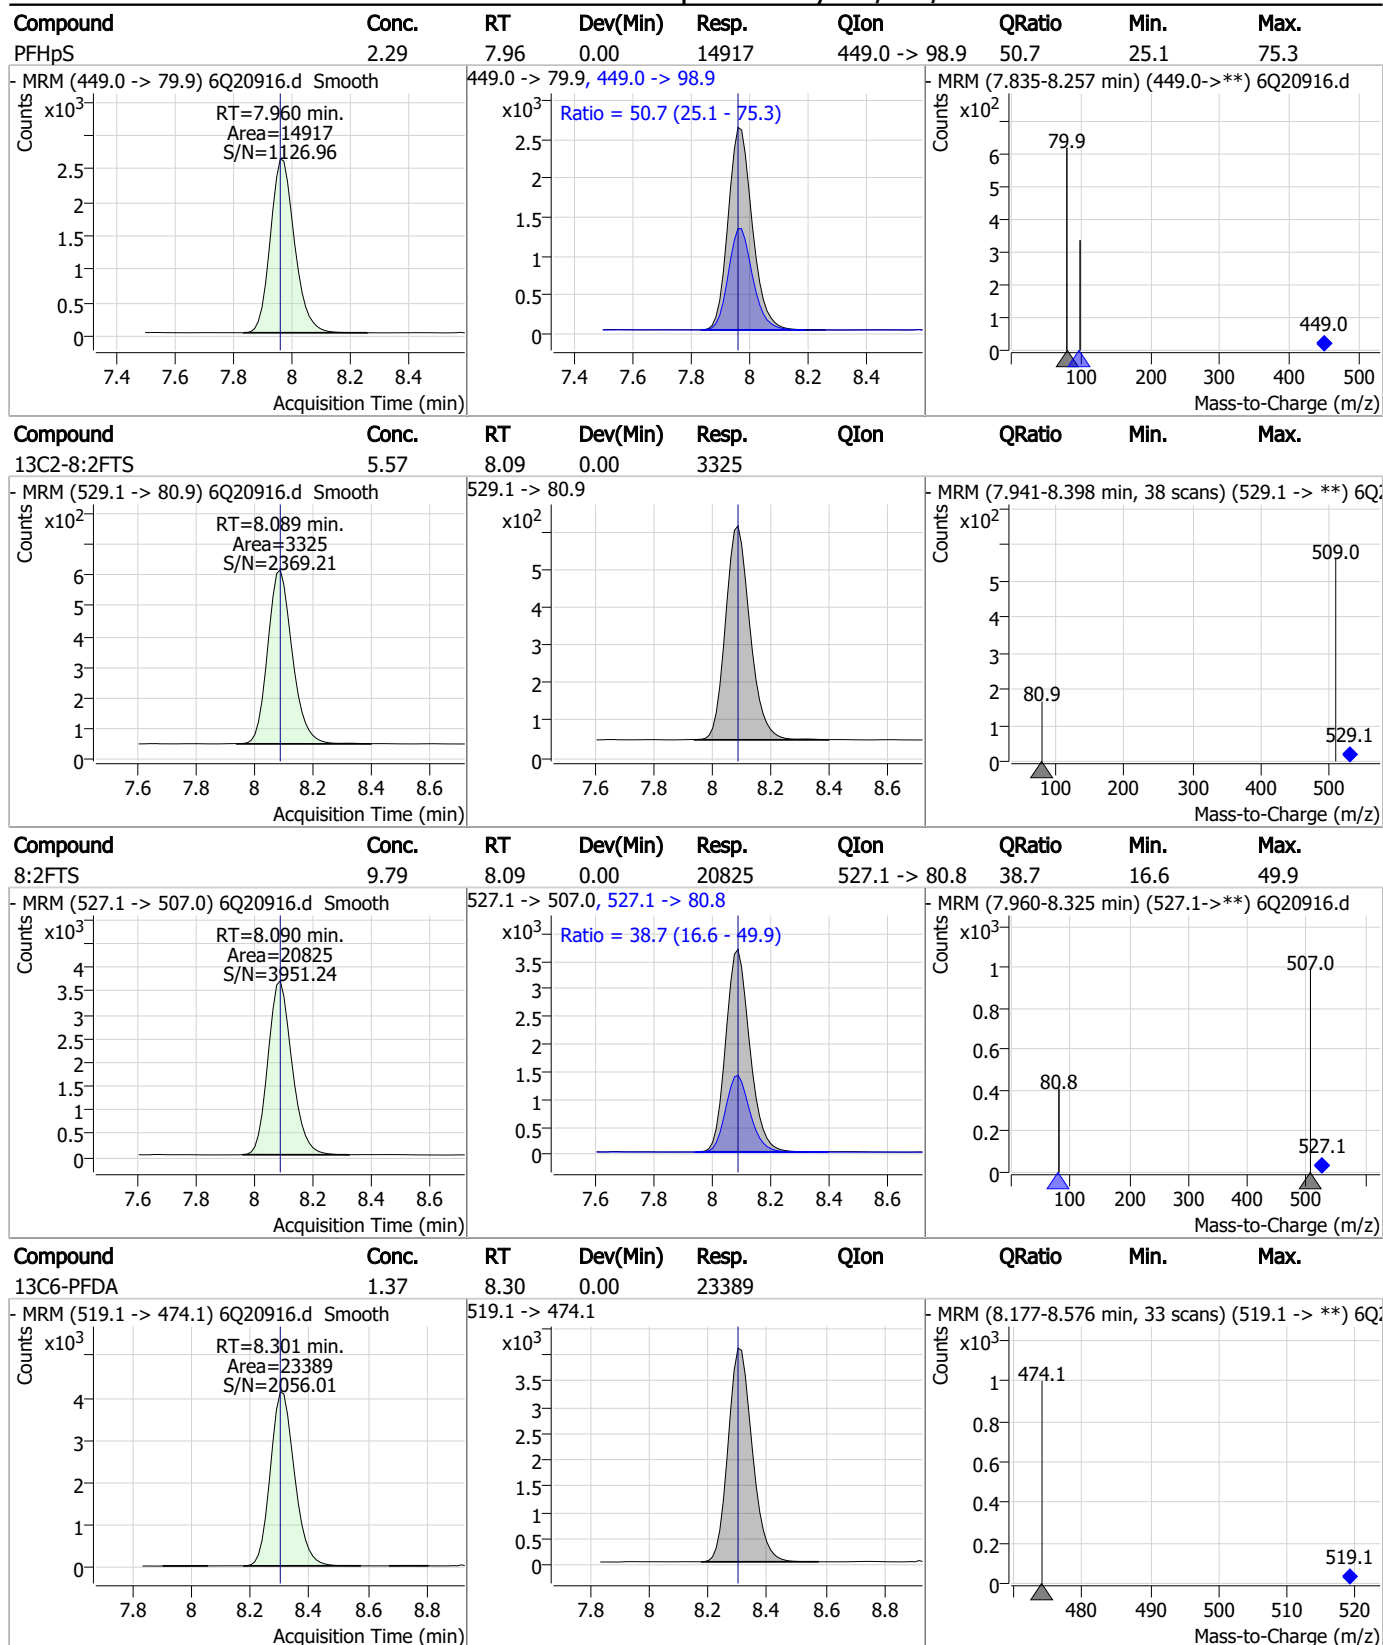 Compound Conc. RT Dev(Min) Resp. QIon QRatio Min. Max.
PFHpS 2.29 7.96 0.00 14917 449.0 -> 98.9 50.7 25.1 75.3
- MRM (449.0 -> 79.9) 6Q20916.d Smooth
Counts
x10³
RT=7.960 min.
Area=14917
S/N=1126.96
2.5
2
1.5
1
0.5
0
7.4 7.6 7.8 8 8.2 8.4
Acquisition Time (min)
449.0 -> 79.9, 449.0 -> 98.9
x10³
Ratio = 50.7 (25.1 - 75.3)
2.5
2
1.5
1
0.5
0
7.4 7.6 7.8 8 8.2 8.4
- MRM (7.835-8.257 min) (449.0->**) 6Q20916.d
Counts
x10²
79.9
6
5
4
3
2
1
0
449.0
100 200 300 400 500
Mass-to-Charge (m/z)
Compound Conc. RT Dev(Min) Resp. QIon QRatio Min. Max.
13C2-8:2FTS 5.57 8.09 0.00 3325
- MRM (529.1 -> 80.9) 6Q20916.d Smooth
Counts
x10²
RT=8.089 min.
Area=3325
S/N=2369.21
6
5
4
3
2
1
0
7.6 7.8 8 8.2 8.4 8.6
Acquisition Time (min)
529.1 -> 80.9
x10²
5
4
3
2
1
0
7.6 7.8 8 8.2 8.4 8.6
- MRM (7.941-8.398 min, 38 scans) (529.1 -> **) 6Q2
Counts
x10²
509.0
5
4
3
2
1
0
80.9
529.1
100 200 300 400 500
Mass-to-Charge (m/z)
Compound Conc. RT Dev(Min) Resp. QIon QRatio Min. Max.
8:2FTS 9.79 8.09 0.00 20825 527.1 -> 80.8 38.7 16.6 49.9
- MRM (527.1 -> 507.0) 6Q20916.d Smooth
Counts
x10³
RT=8.090 min.
Area=20825
S/N=3951.24
4
3.5
3
2.5
2
1.5
1
0.5
0
7.6 7.8 8 8.2 8.4 8.6
Acquisition Time (min)
527.1 -> 507.0, 527.1 -> 80.8
x10³
Ratio = 38.7 (16.6 - 49.9)
3.5
3
2.5
2
1.5
1
0.5
0
7.6 7.8 8 8.2 8.4 8.6
- MRM (7.960-8.325 min) (527.1->**) 6Q20916.d
Counts
x10³
507.0
1
0.8
0.6
0.4
0.2
0
80.8
527.1
100 200 300 400 500
Mass-to-Charge (m/z)
Compound Conc. RT Dev(Min) Resp. QIon QRatio Min. Max.
13C6-PFDA 1.37 8.30 0.00 23389
- MRM (519.1 -> 474.1) 6Q20916.d Smooth
Counts
x10³
RT=8.301 min.
Area=23389
S/N=2056.01
4
3
2
1
0
7.8 8 8.2 8.4 8.6 8.8
Acquisition Time (min)
519.1 -> 474.1
x10³
3.5
3
2.5
2
1.5
1
0.5
0
7.8 8 8.2 8.4 8.6 8.8
- MRM (8.177-8.576 min, 33 scans) (519.1 -> **) 6Q2
Counts
x10³
474.1
1
0.8
0.6
0.4
0.2
0
519.1
480 490 500 510 520
Mass-to-Charge (m/z)